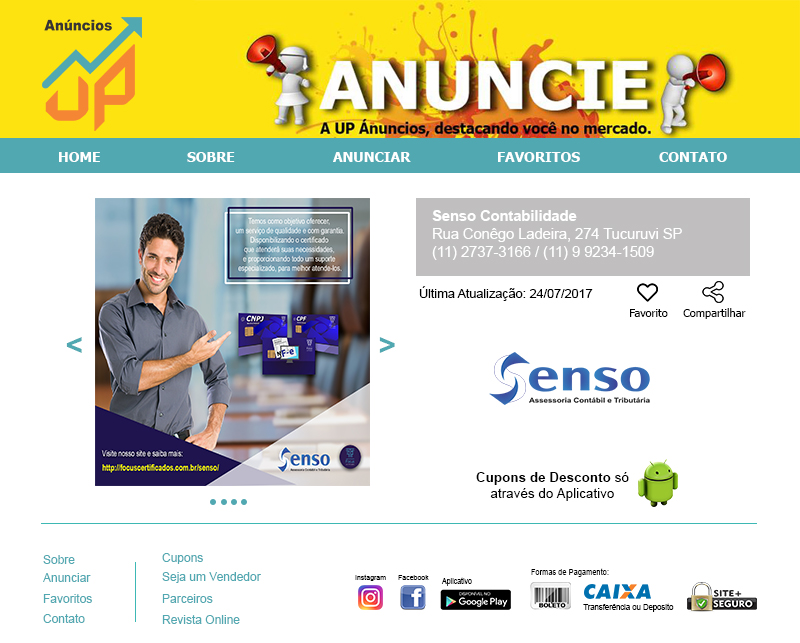 Anúncios
UP
ANUNCIE
A UP Ánuncios, destacando você no mercado.
HOME
SOBRE
ANUNCIAR
FAVORITOS
CONTATO
Temos como objetivo oferecer,
um serviço de qualidade e com garantia.
Disponibilizando o certificado
que atenderá suas necessidades,
e proporcionando todo um suporte
especializado, para melhor atende-los.
CNPJ
CPF
NF-e
Visite nosso site e saiba mais:
http://focuscertificados.com.br/senso/
Senso
Assessoria Contábil e Tributária
<
>
Senso Contabilidade
Rua Conêgo Ladeira, 274 Tucuruvi SP
(11) 2737-3166 / (11) 9 9234-1509
Última Atualização: 24/07/2017
Favorito
Compartilhar
Senso
Assessoria Contábil e Tributária
Cupons de Desconto só
através do Aplicativo
Sobre
Anunciar
Favoritos
Contato
Cupons
Seja um Vendedor
Parceiros
Revista Online
Instagram
Facebook
Aplicativo
DISPONÍVEL NO
Google Play
Formas de Pagamento:
BOLETO
CAIXA
Transferência ou Deposito
SITE+
SEGURO